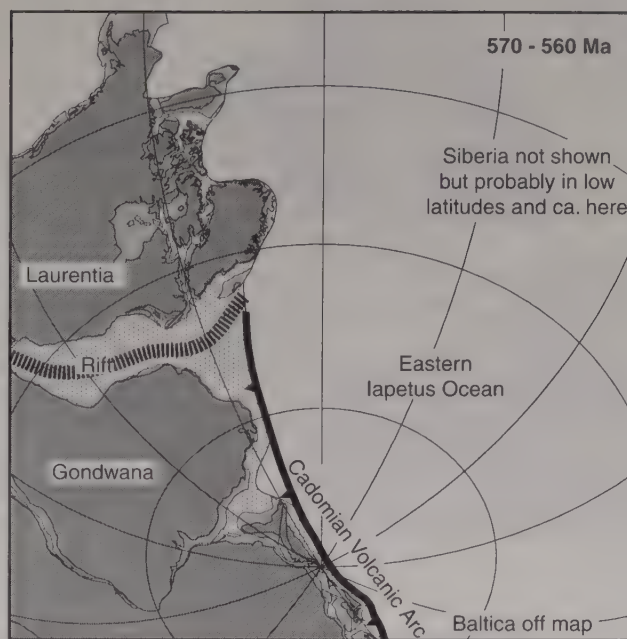 570 - 560 Ma
Siberia not shown
but probably in low
latitudes and ca. here
Laurentia
Rift
Eastern
Iapetus Ocean
Gondwana
Cadomian Volcanic Arc
Baltica off map